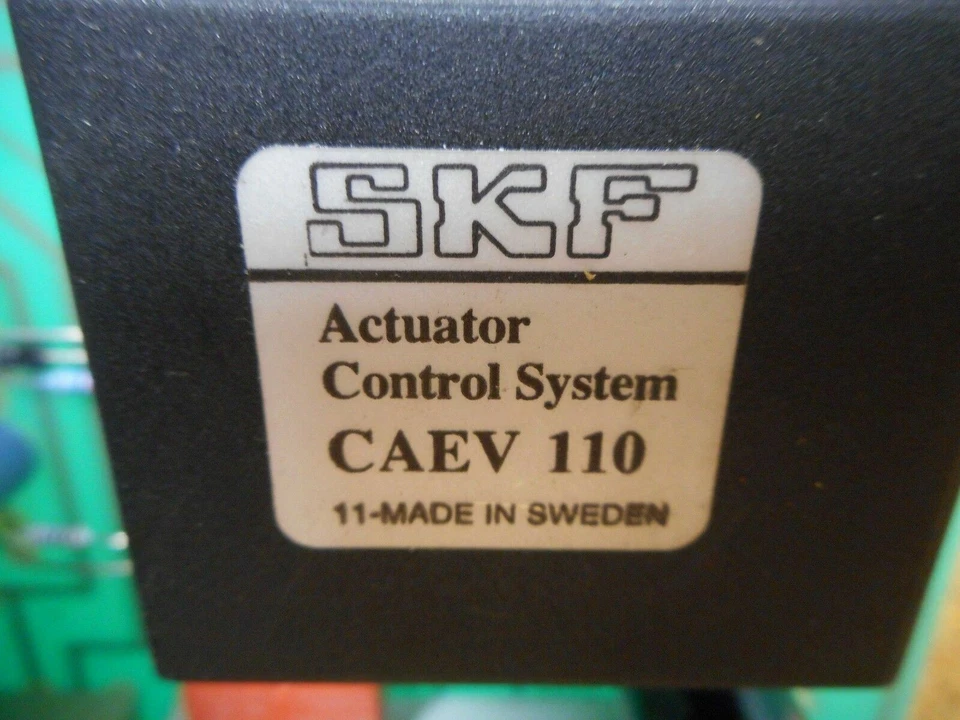 SKF
Actuator
Control System
CAEV 110
11-MADE IN SWEDEN